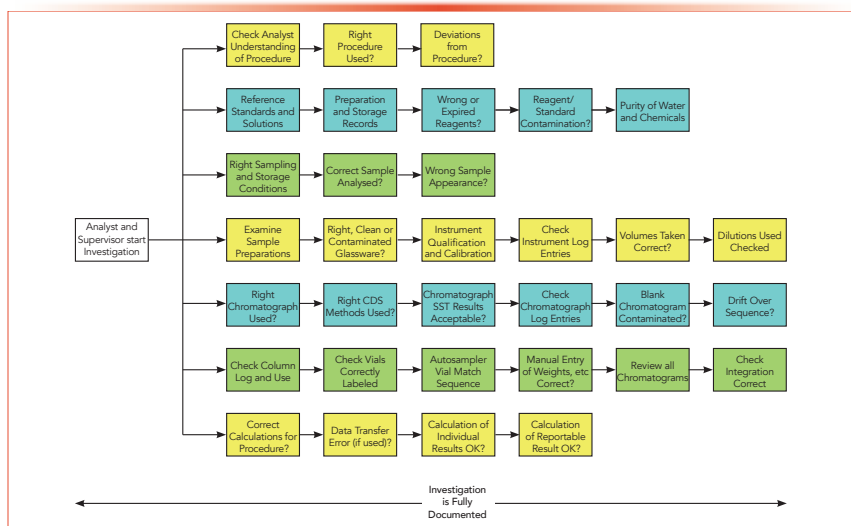 Check Analyst
Understanding
of Procedure
Right
Procedure
Used?
Deviations
from
Procedure?
Reference
Standards and
Solutions
Preparation
and Storage
Records
Wrong or
Expired
Reagents?
Reagent/
Standard
Contamination?
Purity of Water
and Chemicals
Right Sampling
and Storage
Conditions
Correct Sample
Analysed?
Wrong Sample
Appearance?
Analyst and
Supervisor start
Investigation
Examine
Sample
Preparations
Right, Clean or
Contaminated
Glassware?
Instrument
Qualification
and Calibration
Check
Instrument Log
Entries
Volumes Taken
Correct?
Dilutions Used
Checked
Right
Chromatograph
Used?
Right CDS
Methods Used?
Chromatograph
SST Results
Acceptable?
Check
Chromatograph
Log Entries
Blank
Chromatogram
Contaminated?
Drift Over
Sequence?
Check Column
Log and Use
Check Vials
Correctly
Labeled
Autosampler
Vial Match
Sequence
Manual Entry
of Weights, etc
Correct?
Review all
Chromatograms
Check
Integration
Correct
Correct
Calculations for
Procedure?
Data Transfer
Error (if used)?
Calculation of
Individual
Results OK?
Calculation
of Reportable
Result OK?
Investigation
is Fully
Documented